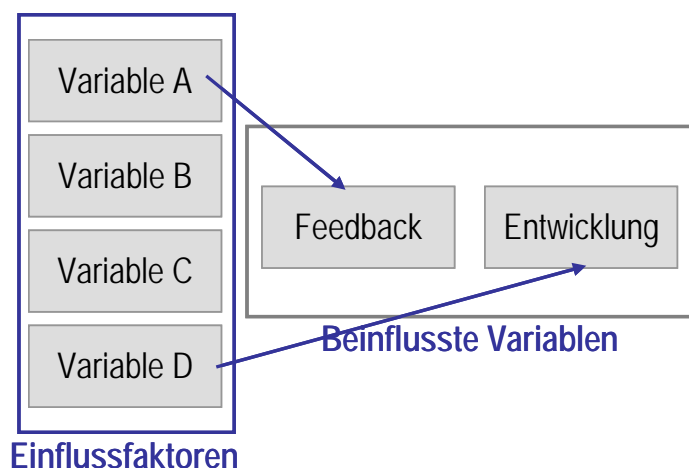 Variable A
Variable B
Variable C
Variable D
Einflussfaktoren
Feedback
Entwicklung
Beinflusste Variablen